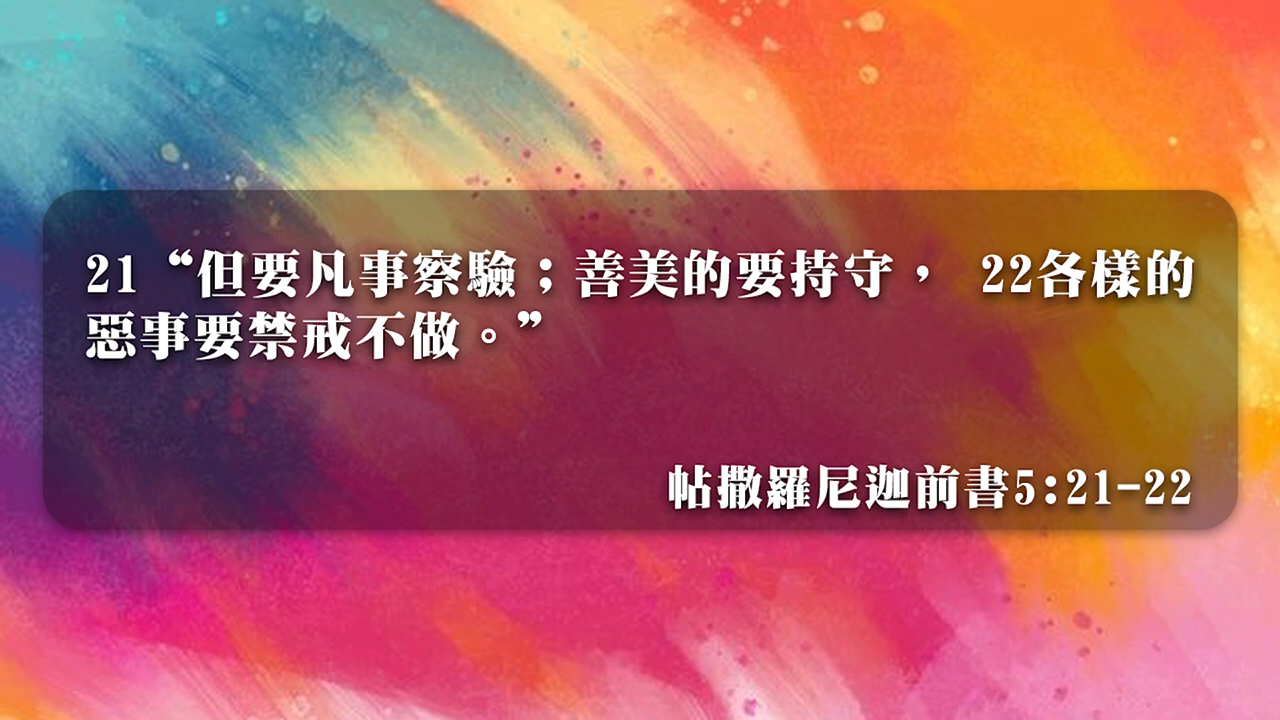 21 “但要凡事察驗；善美的要持守， 22各樣的
惡事要禁戒不做。”
帖撒羅尼迦前書5:21-22